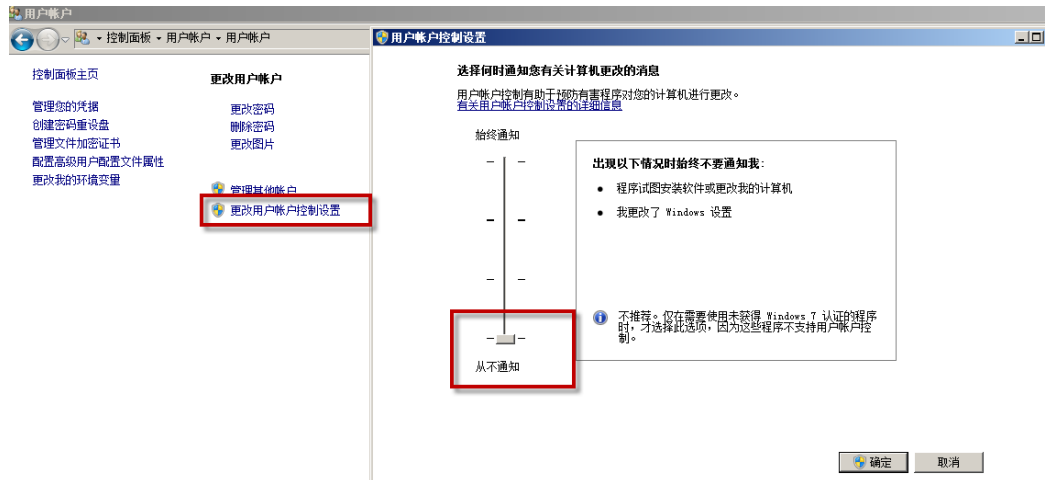 用户帐户
控制面板 ▾ 用户帐户 ▾ 用户帐户
控制面板主页
管理您的凭据
创建密码重设盘
管理文件加密证书
配置高级用户配置文件属性
更改我的环境变量
更改用户帐户
更改密码
删除密码
更改图片
管理其他帐户
更改用户帐户控制设置
用户帐户控制设置
选择何时通知您有关计算机更改的消息
用户帐户控制有助于预防有害程序对您的计算机进行更改。
有关用户帐户控制设置的详细信息
始终通知
出现以下情况时始终不要通知我:
● 程序试图安装软件或更改我的计算机
● 我更改了 Windows 设置
不推荐。仅在需要使用未获得 Windows 7 认证的程序
时，才选择此选项，因为这些程序不支持用户帐户控
制。
从不通知
确定
取消